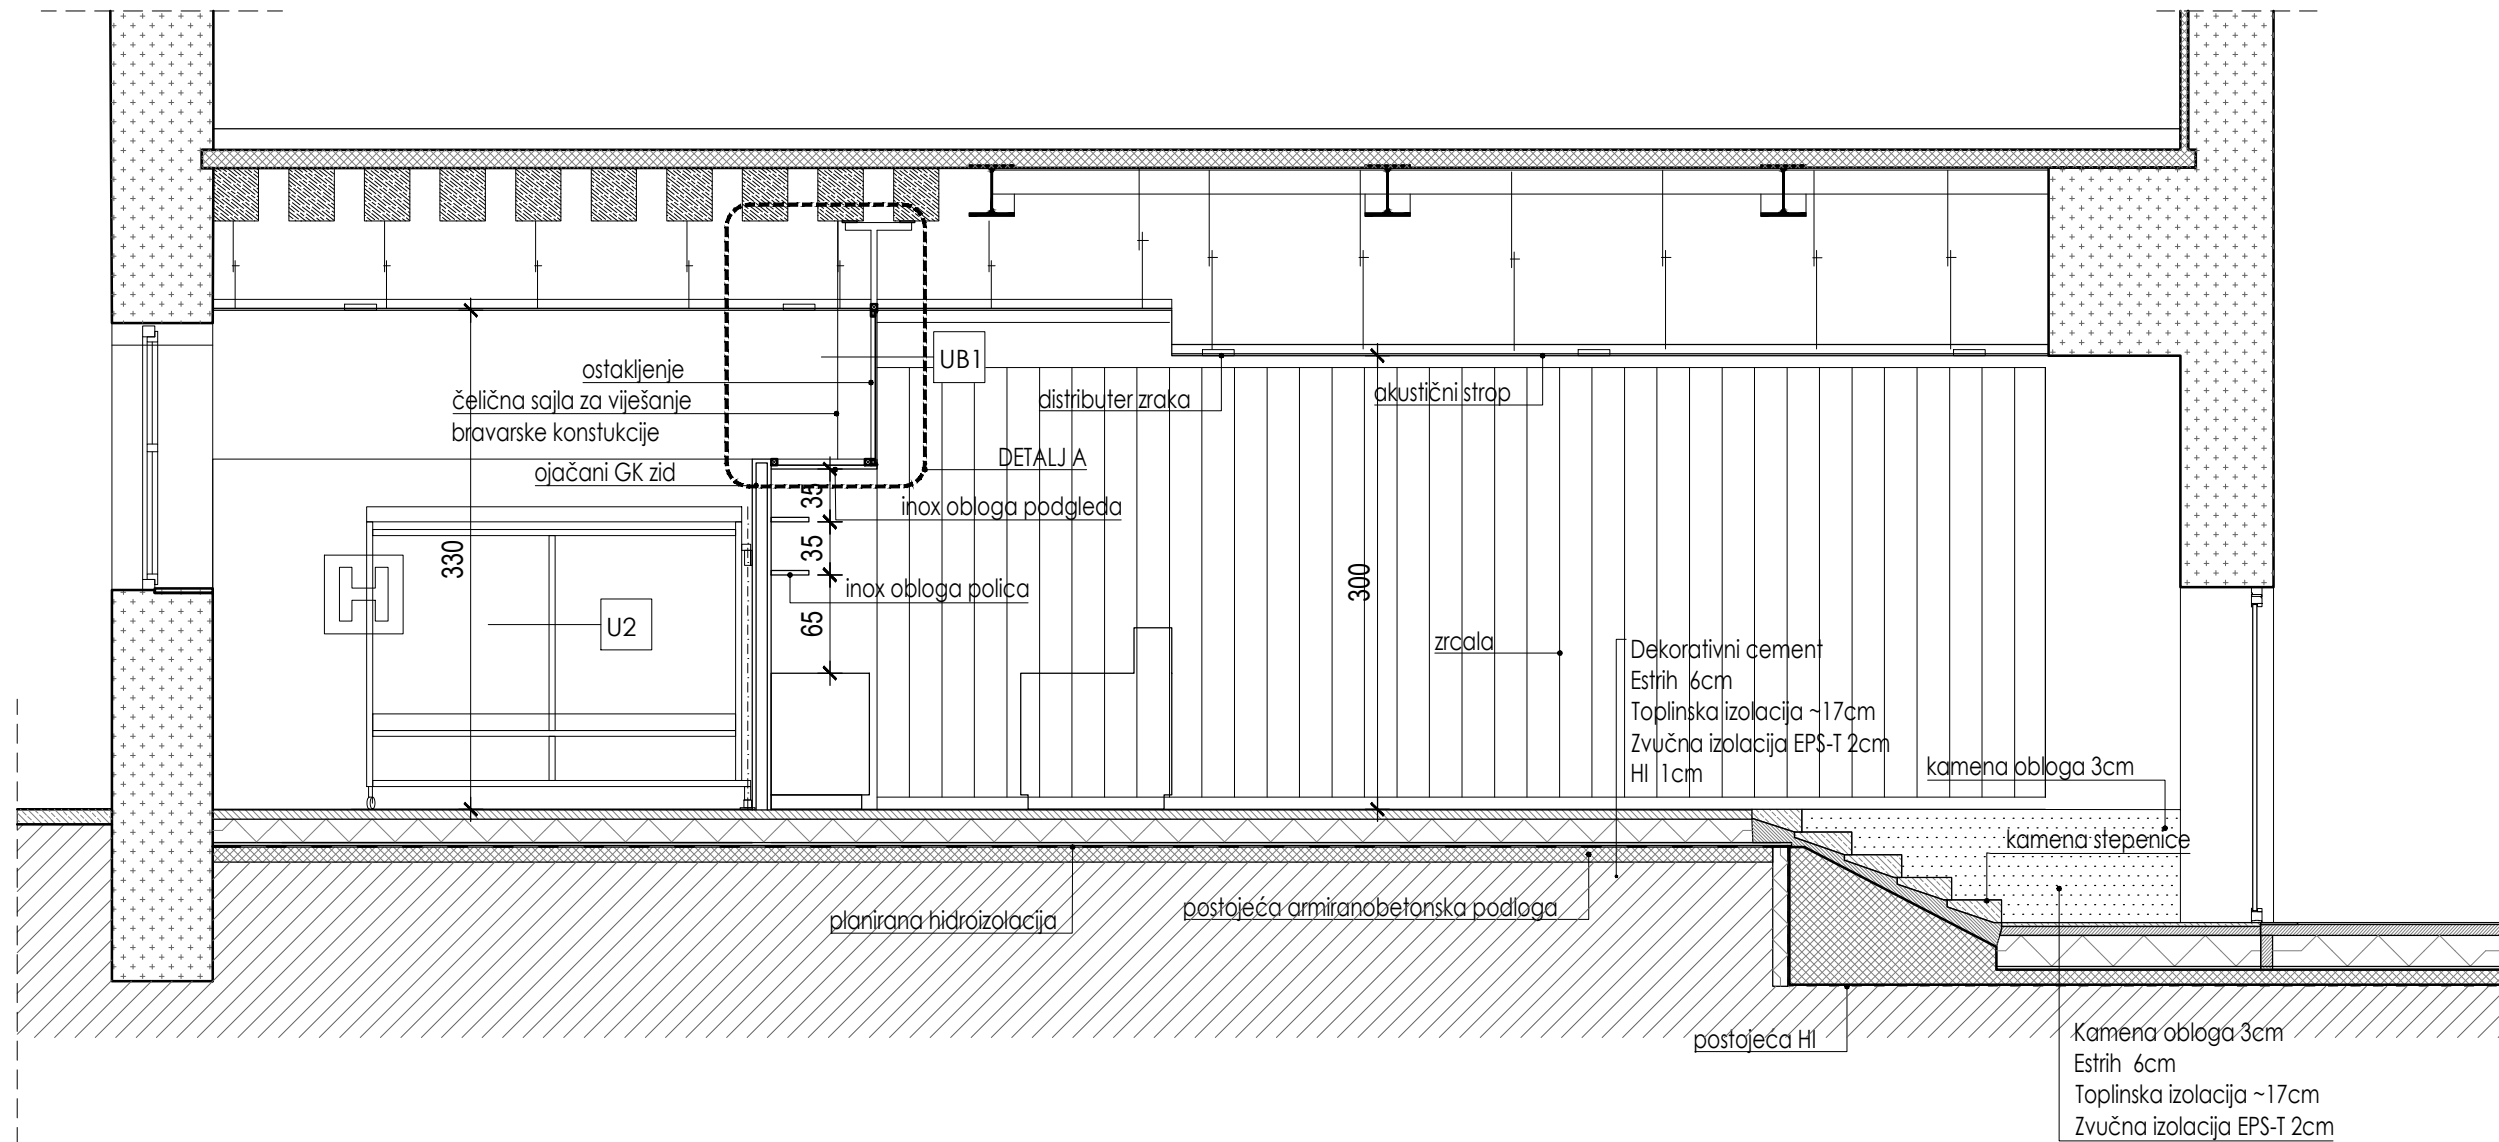 UB1
ostakljenje
čelična sajla za viješanje
bravarske konstukcije
distributer zraka
akustični strop
DETALJ A
ojačani GK zid
35
inox obloga podgleda
330
35
300
H
inox obloga polica
65
U2
zrcala
Dekorativni cement
Estrih 6cm
Toplinska izolacija ~17cm
Zvučna izolacija EPS-T 2cm
HI 1cm
kamena obloga 3cm
kamena stepenice
planirana hidroizolacija
postojeća armiranobetonska podloga
postojeća HI
Kamena obloga 3cm
Estrih 6cm
Toplinska izolacija ~17cm
Zvučna izolacija EPS-T 2cm